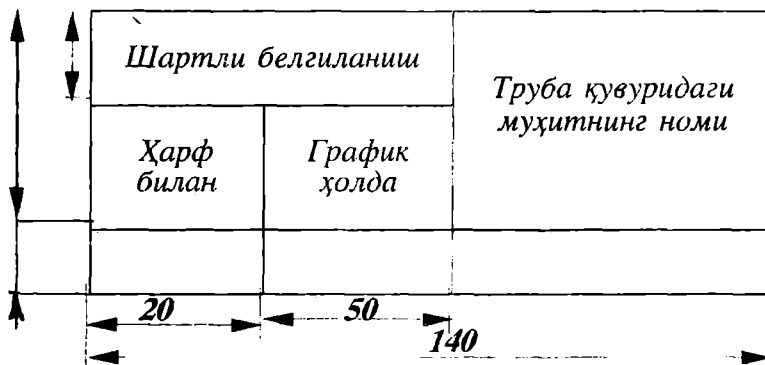 Шартли белгиланиш
Труба қувуридаги
муҳитнинг номи
Ҳарф
билан
График
ҳолда
20
50
140